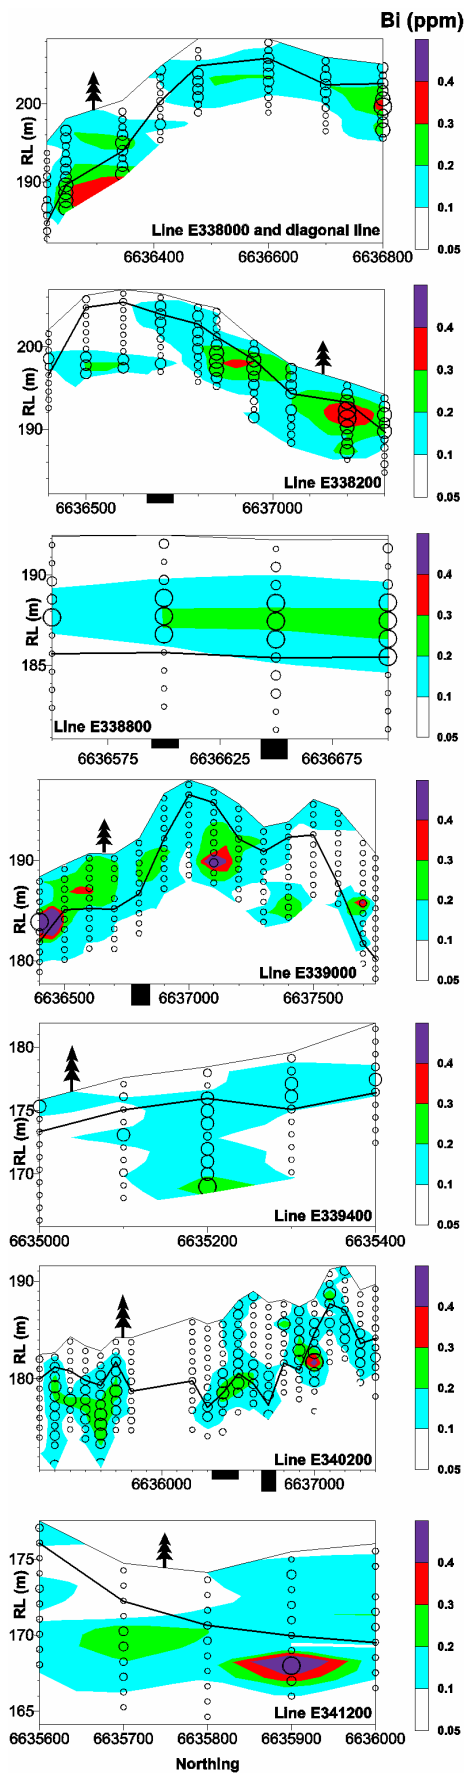 Bi (ppm)
200
190
RL (m)
0.4
0.3
0.2
0.1
0.05
Line E338000 and diagonal line
6636400 6636600 6636800
200
190
RL (m)
0.4
0.3
0.2
0.1
0.05
Line E338200
6636500 6637000
190
185
RL (m)
0.4
0.3
0.2
0.1
0.05
Line E338800
6636575 6636625 6636675
190
180
RL (m)
0.4
0.3
0.2
0.1
0.05
Line E339000
6636500 6637000 6637500
180
175
170
RL (m)
0.4
0.3
0.2
0.1
0.05
Line E339400
6635000 6635200 6635400
190
180
RL (m)
0.4
0.3
0.2
0.1
0.05
Line E340200
6636000 6637000
175
170
165
RL (m)
0.4
0.3
0.2
0.1
0.05
Line E341200
6635600 6635700 6635800 6635900 6636000
Northing